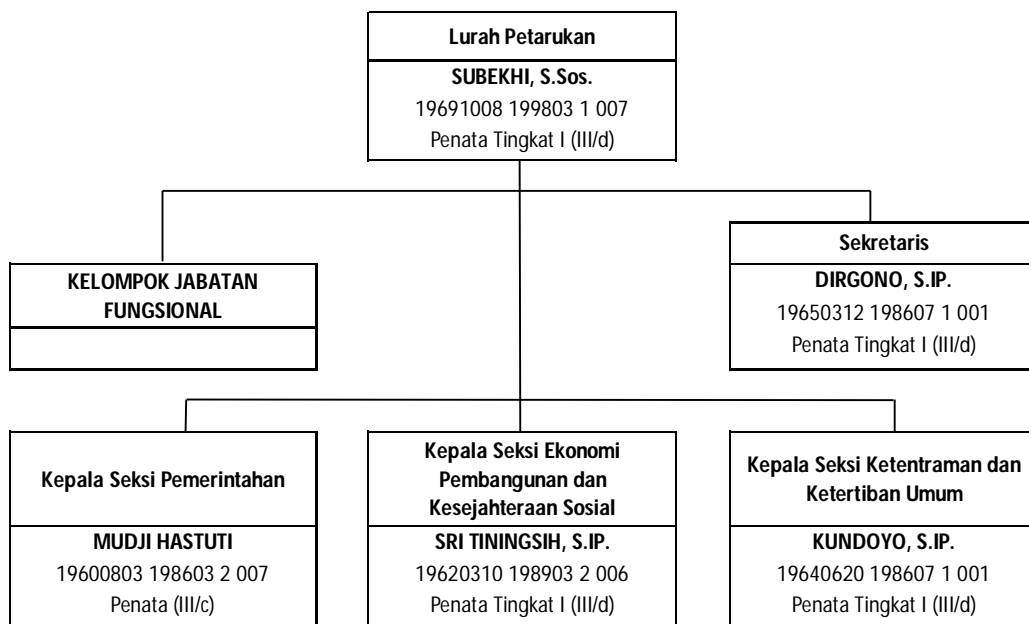 Lurah Petarukan
SUBEKHI, S.Sos.
19691008 199803 1 007
Penata Tingkat I (III/d)
KELOMPOK JABATAN
FUNGSIONAL
Sekretaris
DIRGONO, S.IP.
19650312 198607 1 001
Penata Tingkat I (III/d)
Kepala Seksi Pemerintahan
MUDJI HASTUTI
19600803 198603 2 007
Penata (III/c)
Kepala Seksi Ekonomi
Pembangunan dan
Kesejahteraan Sosial
SRI TININGSIH, S.IP.
19620310 198903 2 006
Penata Tingkat I (III/d)
Kepala Seksi Ketentraman dan
Ketertiban Umum
KUNDOYO, S.IP.
19640620 198607 1 001
Penata Tingkat I (III/d)